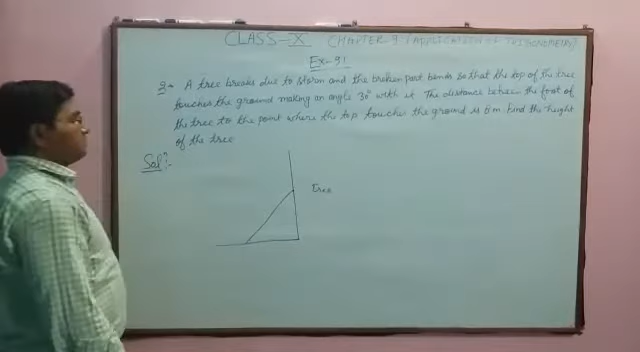 CLASS-X CHAPTER-9 (APPLICATION OF TRIGONOMETRY)
Ex-9.1
2→ A tree breaks due to storm and the broken part bends so that the top of the tree
touches the ground making an angle 30° with it. The distance between the foot of
the tree to the point where the top touches the ground is 8 m. Find the height
of the tree
Solⁿ:-
Tree